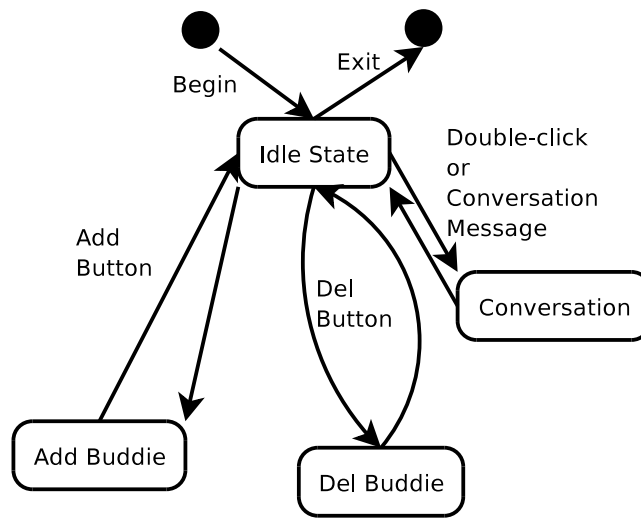 Begin
Exit
Idle State
Double-click
or
Conversation
Message
Add
Button
Del
Button
Conversation
Add Buddie
Del Buddie